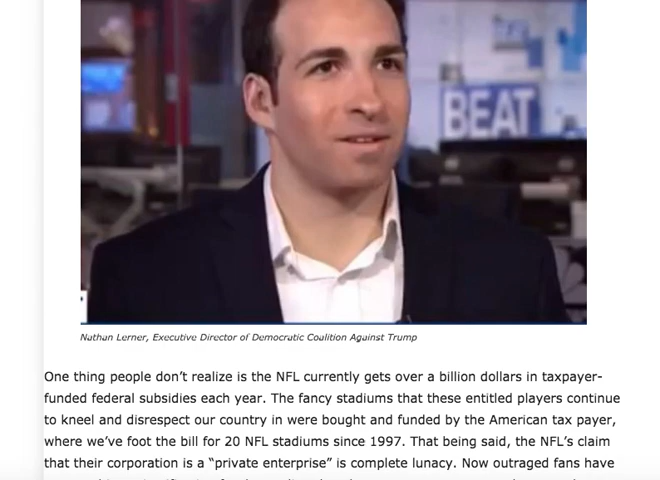 BEAT
Nathan Lerner, Executive Director of Democratic Coalition Against Trump
One thing people don’t realize is the NFL currently gets over a billion dollars in taxpayer-
funded federal subsidies each year. The fancy stadiums that these entitled players continue
to kneel and disrespect our country in were bought and funded by the American tax payer,
where we’ve foot the bill for 20 NFL stadiums since 1997. That being said, the NFL’s claim
that their corporation is a “private enterprise” is complete lunacy. Now outraged fans have